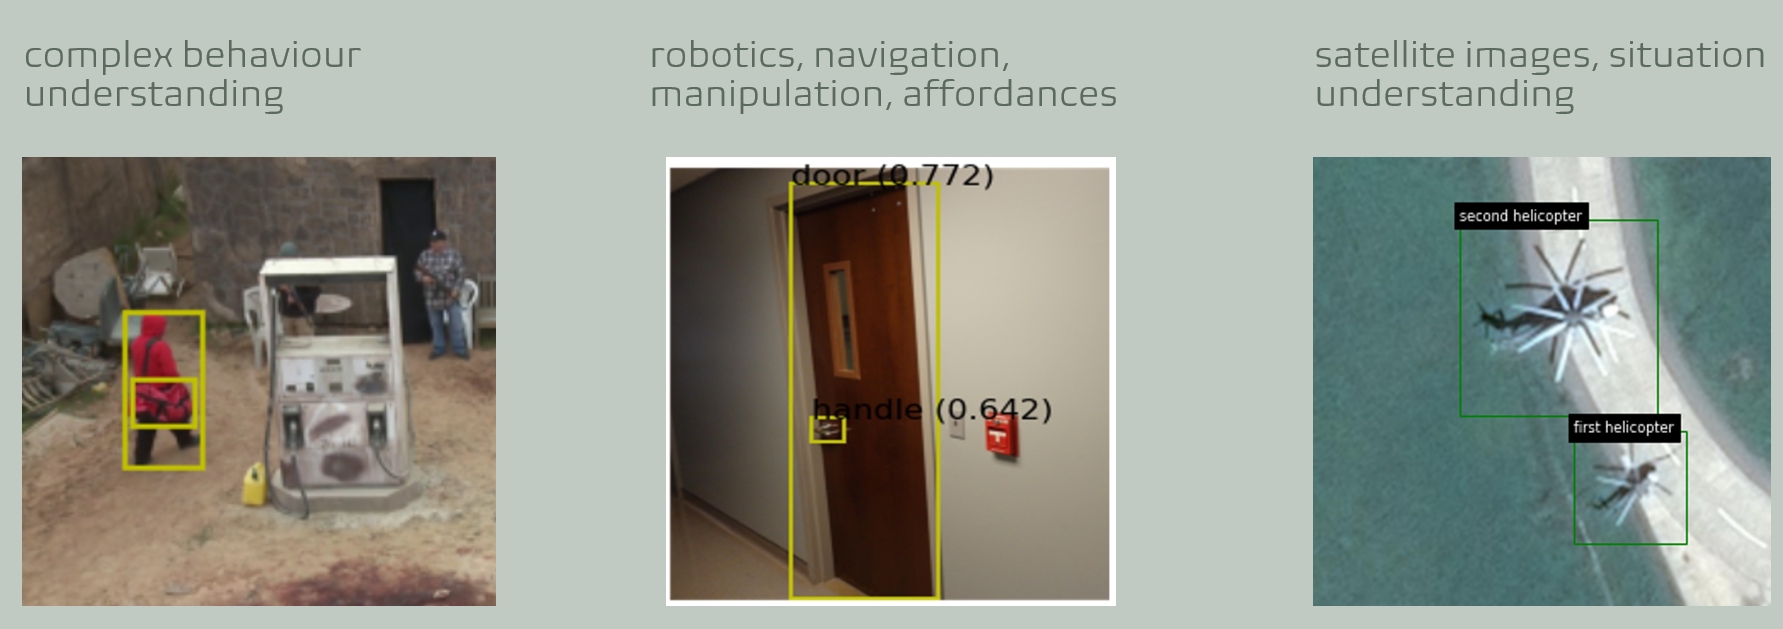 complex behaviour
understanding
robotics, navigation,
manipulation, affordances
satellite images, situation
understanding
door (0.772)
handle (0.642)
second helicopter
first helicopter